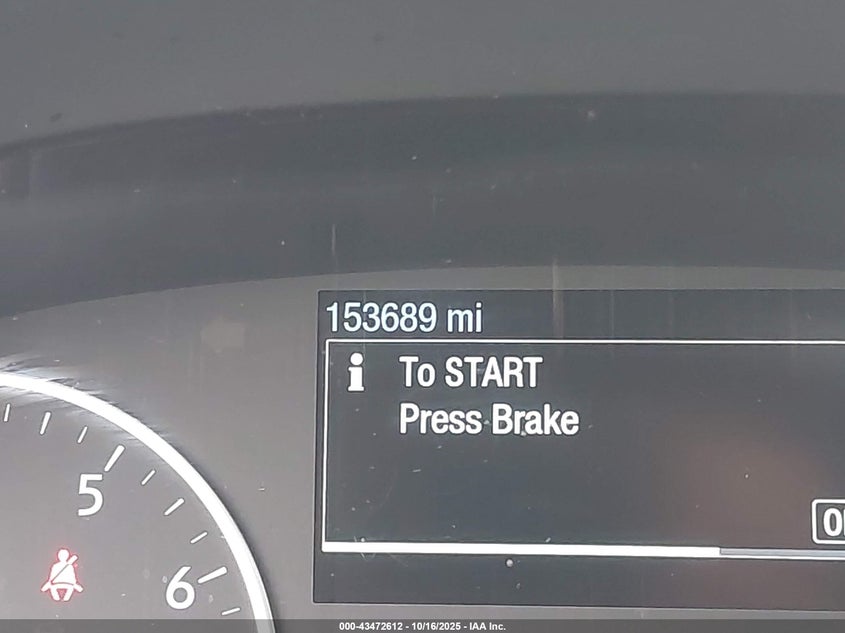 153689 mi
i To START
Press Brake
5
6
000-43472612 - 10/16/2025 - IAA Inc.